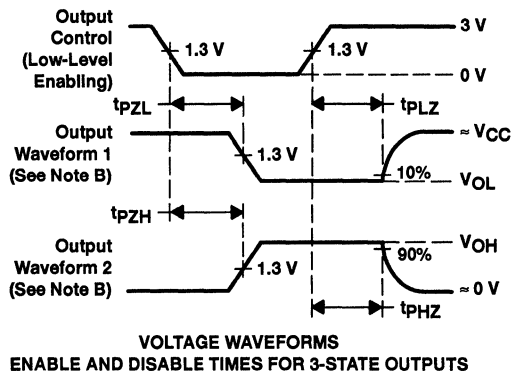 Output
Control
(Low-Level
Enabling)
1.3 V
1.3 V
3 V
0 V
tPZL
tPLZ
Output
Waveform 1
(See Note B)
1.3 V
10%
≈ VCC
VOL
tPZH
Output
Waveform 2
(See Note B)
1.3 V
90%
VOH
≈ 0 V
tPHZ
VOLTAGE WAVEFORMS
ENABLE AND DISABLE TIMES FOR 3-STATE OUTPUTS